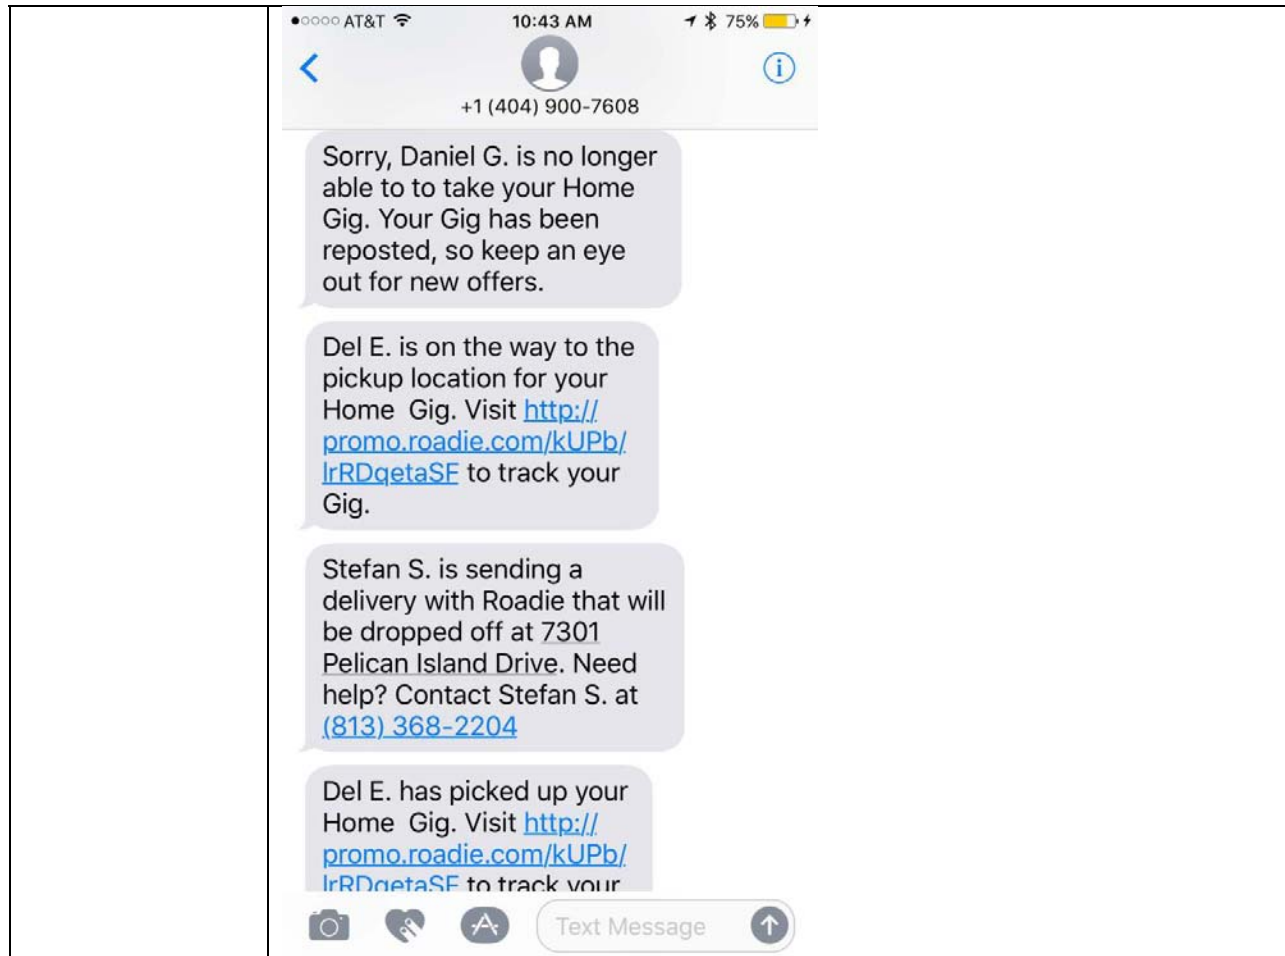 AT&T 10:43 AM 75%
+1 (404) 900-7608
Sorry, Daniel G. is no longer
able to to take your Home
Gig. Your Gig has been
reposted, so keep an eye
out for new offers.
Del E. is on the way to the
pickup location for your
Home  Gig. Visit http://
promo.roadie.com/kUPb/
lrRDqetaSF to track your
Gig.
Stefan S. is sending a
delivery with Roadie that will
be dropped off at 7301
Pelican Island Drive. Need
help? Contact Stefan S. at
(813) 368-2204
Del E. has picked up your
Home  Gig. Visit http://
promo.roadie.com/kUPb/
lrRDqetaSF to track your
Text Message